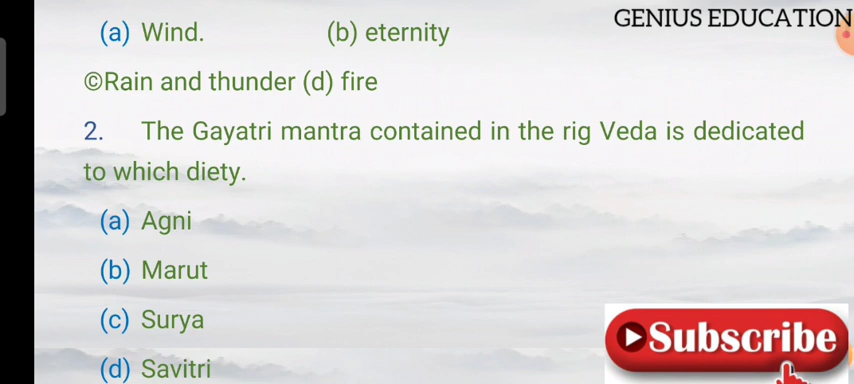 GENIUS EDUCATION
(a) Wind. (b) eternity
©Rain and thunder (d) fire
2. The Gayatri mantra contained in the rig Veda is dedicated
to which diety.
(a) Agni
(b) Marut
(c) Surya
(d) Savitri
Subscribe